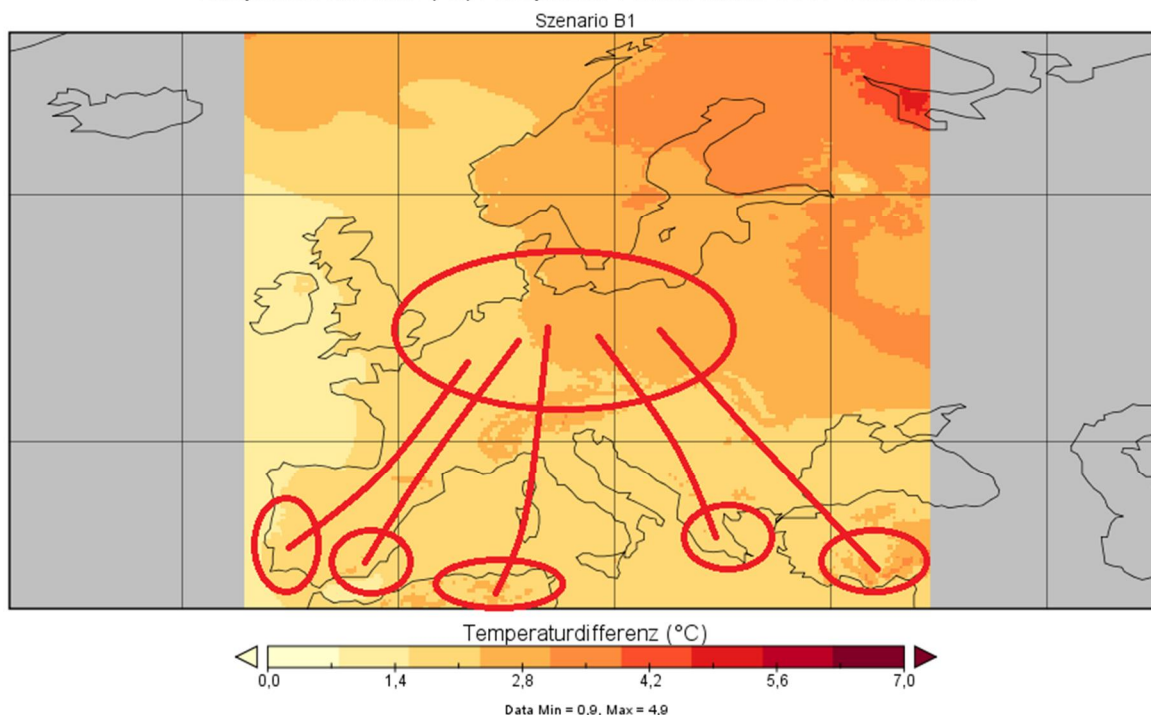 Szenario B1
Temperaturdifferenz (°C)
0,0 1,4 2,8 4,2 5,6 7,0
Data Min = 0,9, Max = 4,9